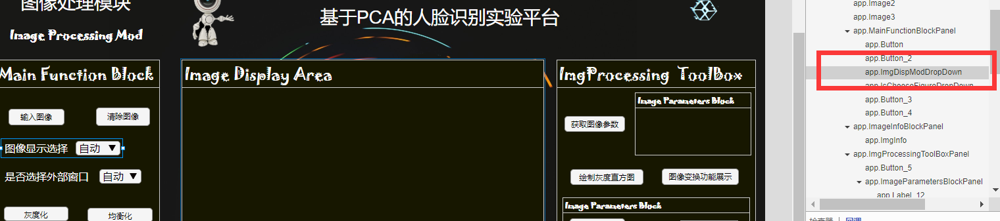 图像处理模块
Image Processing Mod
基于PCA的人脸识别实验平台
Main Function Block
输入图像
清除图像
图像显示选择
自动 ▼
是否选择外部窗口
自动 ▼
灰度化
均衡化
Image Display Area
ImgProcessing ToolBox
Image Parameters Block
获取图像参数
绘制灰度直方图
图像变换功能展示
Image Parameters Block
app.Image2
app.Image3
app.MainFunctionBlockPanel
app.Button
app.Button_2
app.ImgDispModDropDown
app.IsChooseFigureDropDown
app.Button_3
app.Button_4
app.ImageInfoBlockPanel
app.ImgInfo
app.ImgProcessingToolBoxPanel
app.Button_5
app.ImageParametersBlockPanel
app.Label_12
检查器 | 回调